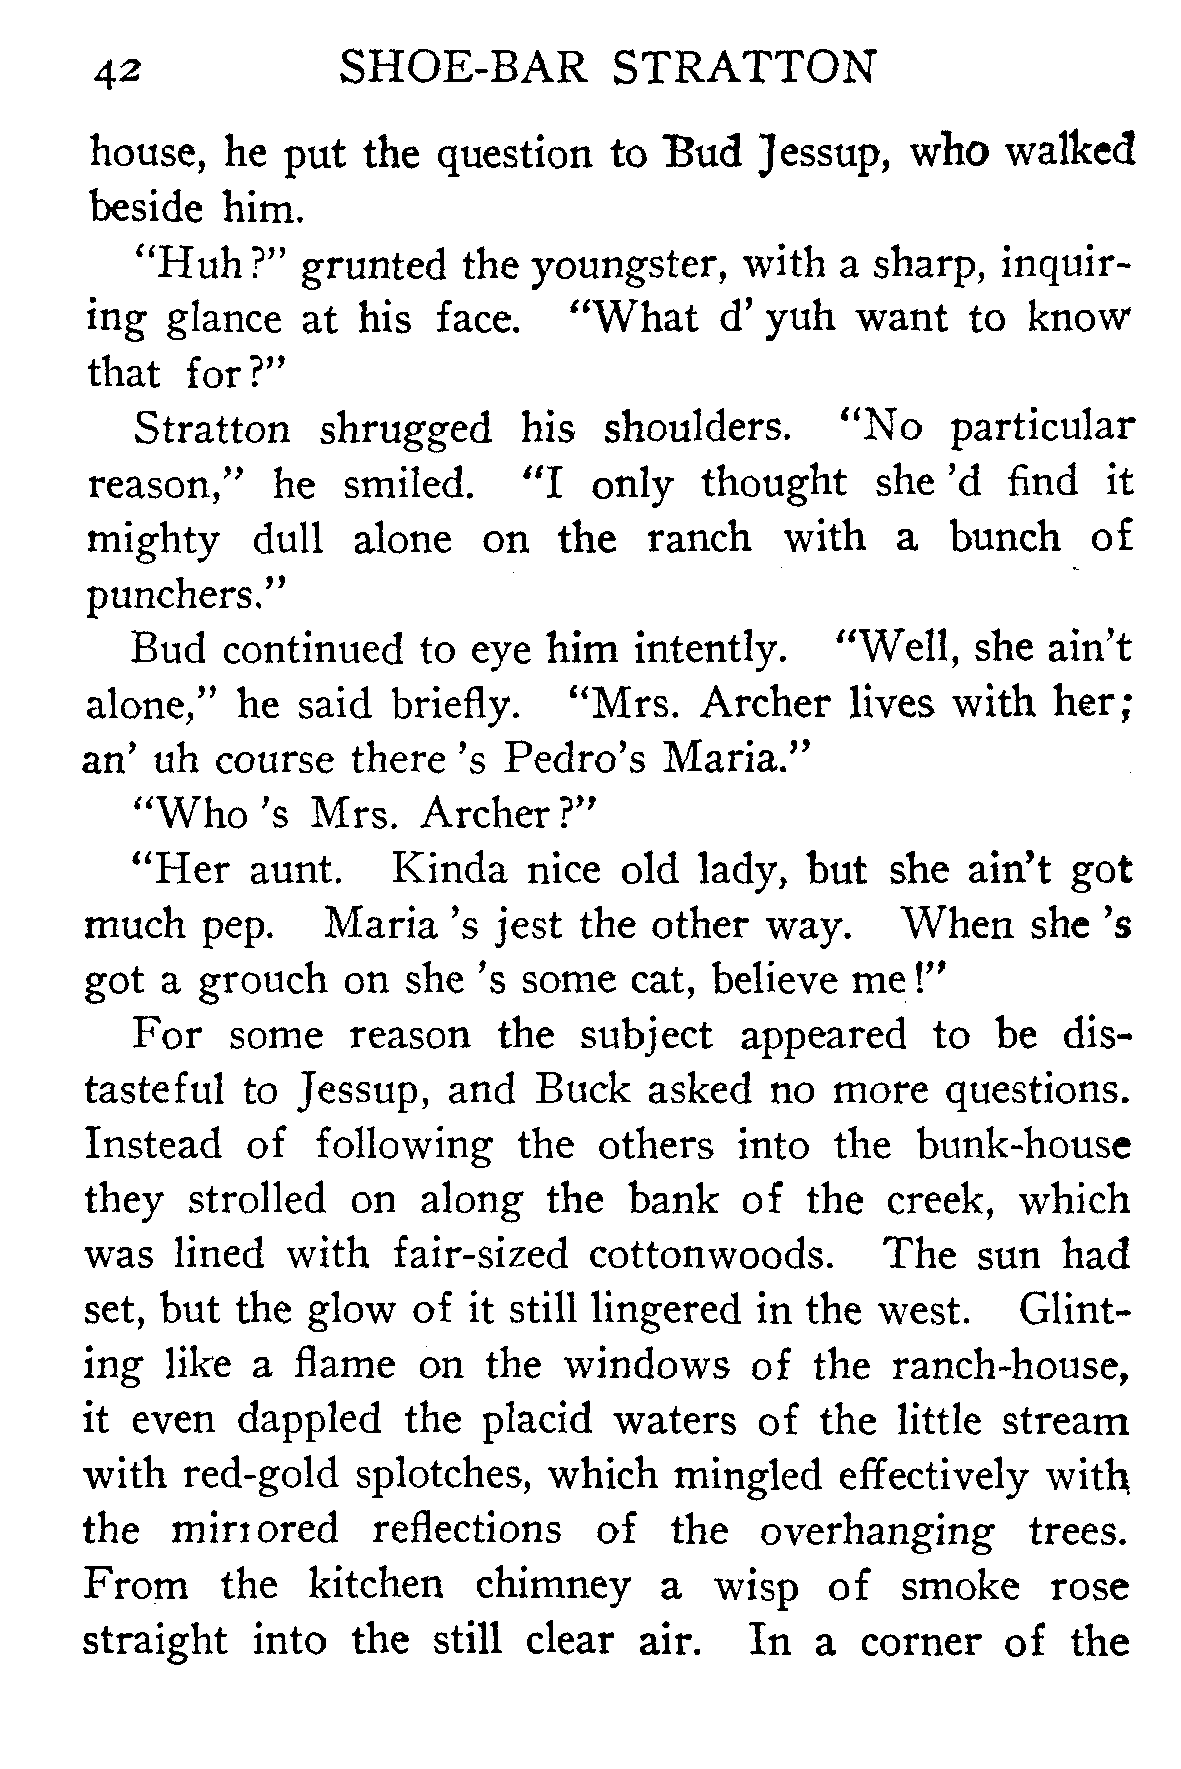 42 SHOE-BAR STRATTON
house, he put the question to Bud Jessup, who walked
beside him.
"Huh?" grunted the youngster, with a sharp, inquir-
ing glance at his face. "What d' yuh want to know
that for?"
Stratton shrugged his shoulders. "No particular
reason," he smiled. "I only thought she 'd find it
mighty dull alone on the ranch with a bunch of
punchers."
Bud continued to eye him intently. "Well, she ain't
alone," he said briefly. "Mrs. Archer lives with her;
an' uh course there 's Pedro's Maria."
"Who 's Mrs. Archer?"
"Her aunt. Kinda nice old lady, but she ain't got
much pep. Maria 's jest the other way. When she 's
got a grouch on she 's some cat, believe me!"
For some reason the subject appeared to be dis-
tasteful to Jessup, and Buck asked no more questions.
Instead of following the others into the bunk-house
they strolled on along the bank of the creek, which
was lined with fair-sized cottonwoods. The sun had
set, but the glow of it still lingered in the west. Glint-
ing like a flame on the windows of the ranch-house,
it even dappled the placid waters of the little stream
with red-gold splotches, which mingled effectively with
the mirrored reflections of the overhanging trees.
From the kitchen chimney a wisp of smoke rose
straight into the still clear air. In a corner of the